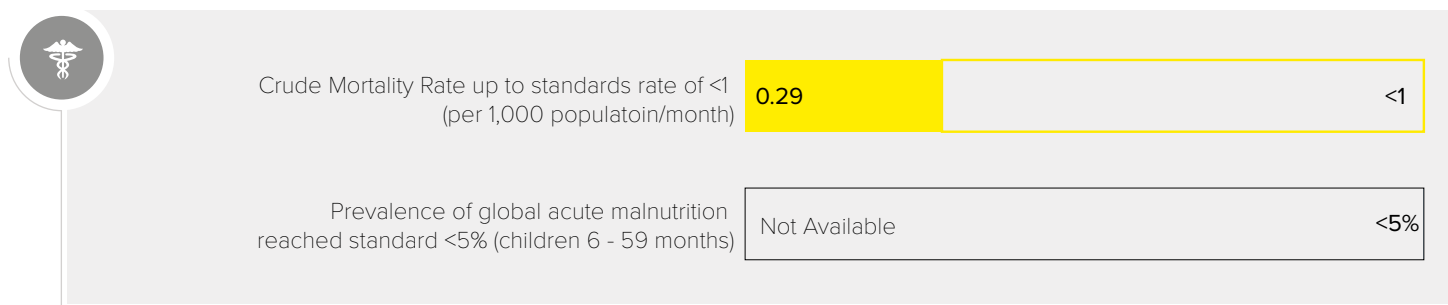 Crude Mortality Rate up to standards rate of <1
(per 1,000 populatoin/month)
0.29
<1
Prevalence of global acute malnutrition
reached standard <5% (children 6 - 59 months)
Not Available
<5%